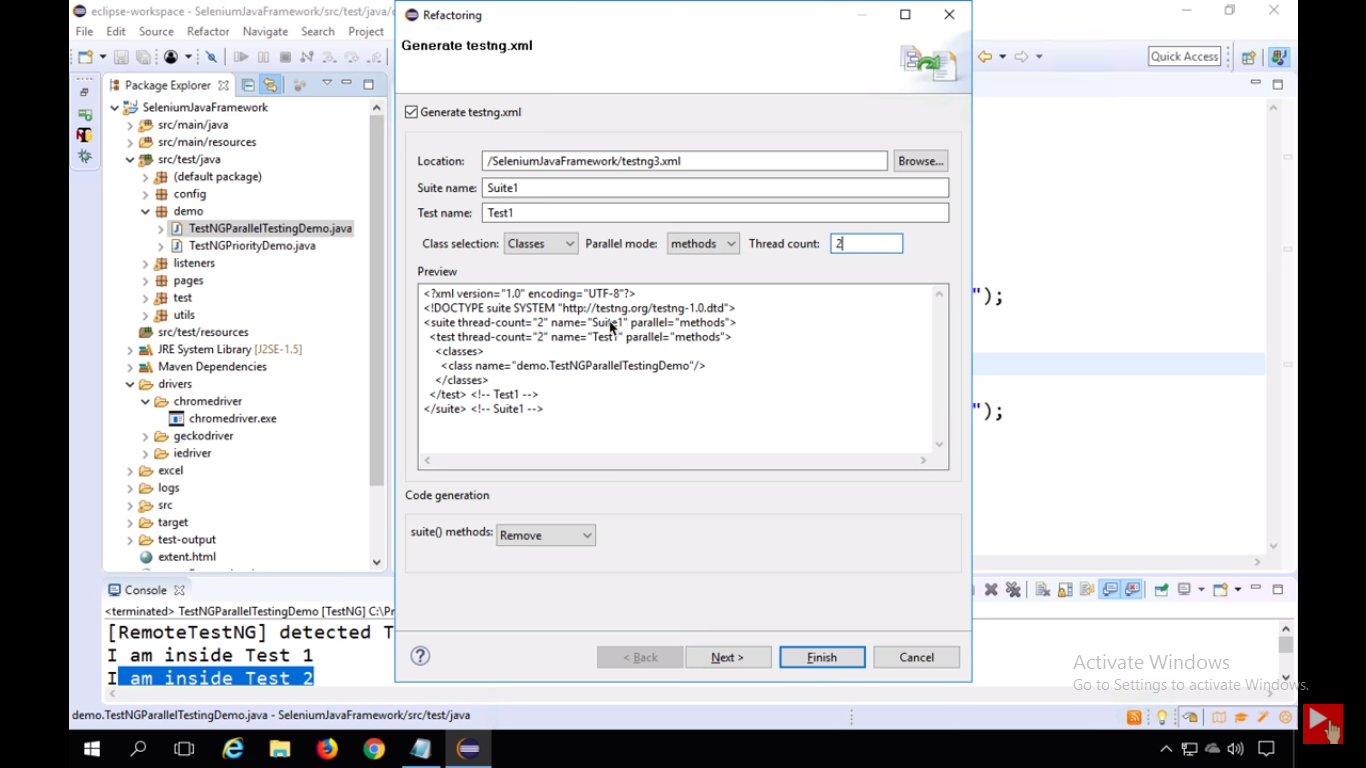 eclipse-workspace - SeleniumJavaFramework/src/test/java/
File Edit Source Refactor Navigate Search Project
Quick Access
Package Explorer
SeleniumJavaFramework
src/main/java
src/main/resources
src/test/java
(default package)
config
demo
TestNGParallelTestingDemo.java
TestNGPriorityDemo.java
listeners
pages
test
utils
src/test/resources
JRE System Library [J2SE-1.5]
Maven Dependencies
drivers
chromedriver
chromedriver.exe
geckodriver
iedriver
excel
logs
src
target
test-output
extent.html
Refactoring
Generate testng.xml
Generate testng.xml
Location: /SeleniumJavaFramework/testng3.xml Browse...
Suite name: Suite1
Test name: Test1
Class selection: Classes Parallel mode: methods Thread count: 2
Preview
<?xml version="1.0" encoding="UTF-8"?>
<!DOCTYPE suite SYSTEM "http://testng.org/testng-1.0.dtd">
<suite thread-count="2" name="Suite1" parallel="methods">
<test thread-count="2" name="Test1" parallel="methods">
<classes>
<class name="demo.TestNGParallelTestingDemo"/>
</classes>
</test> <!-- Test1 -->
</suite> <!-- Suite1 -->
Code generation
suite() methods: Remove
< Back Next > Finish Cancel
");
");
Console
<terminated> TestNGParallelTestingDemo [TestNG] C:\Pr
[RemoteTestNG] detected T
I am inside Test 1
I am inside Test 2
Activate Windows
Go to Settings to activate Windows.
demo.TestNGParallelTestingDemo.java - SeleniumJavaFramework/src/test/java